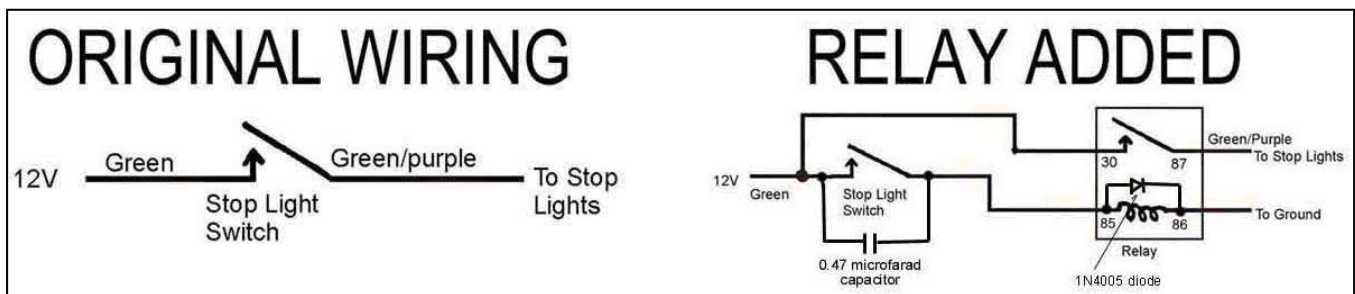 ORIGINAL WIRING
12V
Green
Green/purple
To Stop
Lights
Stop Light
Switch
RELAY ADDED
12V
Green
Stop Light
Switch
0.47 microfarad
capacitor
30
87
Green/Purple
To Stop Lights
85
86
To Ground
Relay
1N4005 diode